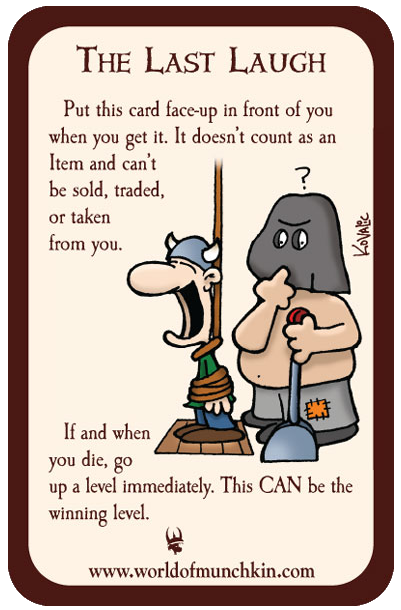 The Last Laugh
Put this card face-up in front of you
when you get it. It doesn't count as an
Item and can't
be sold, traded,
or taken
from you.
?
Kovalic
If and when
you die, go
up a level immediately. This CAN be the
winning level.
www.worldofmunchkin.com